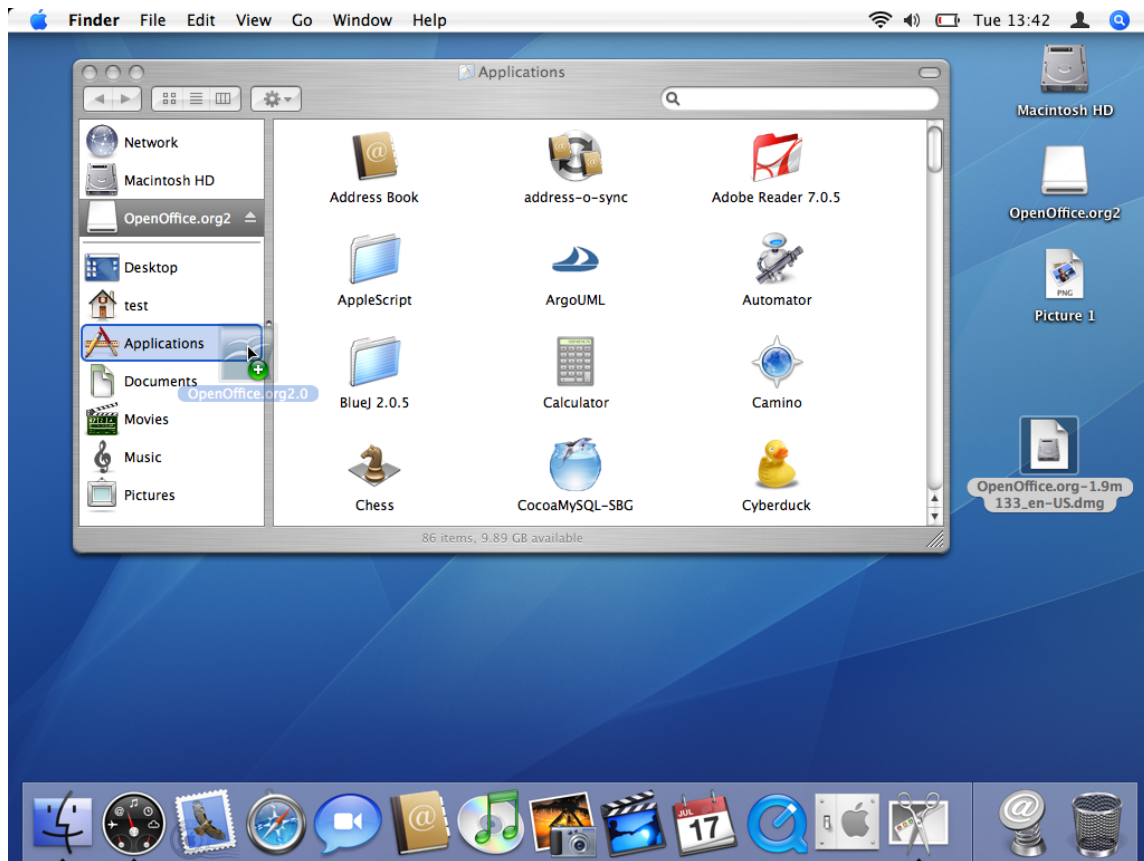 Finder File Edit View Go Window Help Tue 13:42
Applications
Network
Macintosh HD
OpenOffice.org2
Desktop
test
Applications
Documents
OpenOffice.org2.0
Movies
Music
Pictures
Address Book address-o-sync Adobe Reader 7.0.5
AppleScript ArgoUML Automator
BlueJ 2.0.5 Calculator Camino
Chess CocoaMySQL-SBG Cyberduck
86 items, 9.89 GB available
Macintosh HD
OpenOffice.org2
PNG
Picture 1
OpenOffice.org-1.9m
133_en-US.dmg
JUL
17